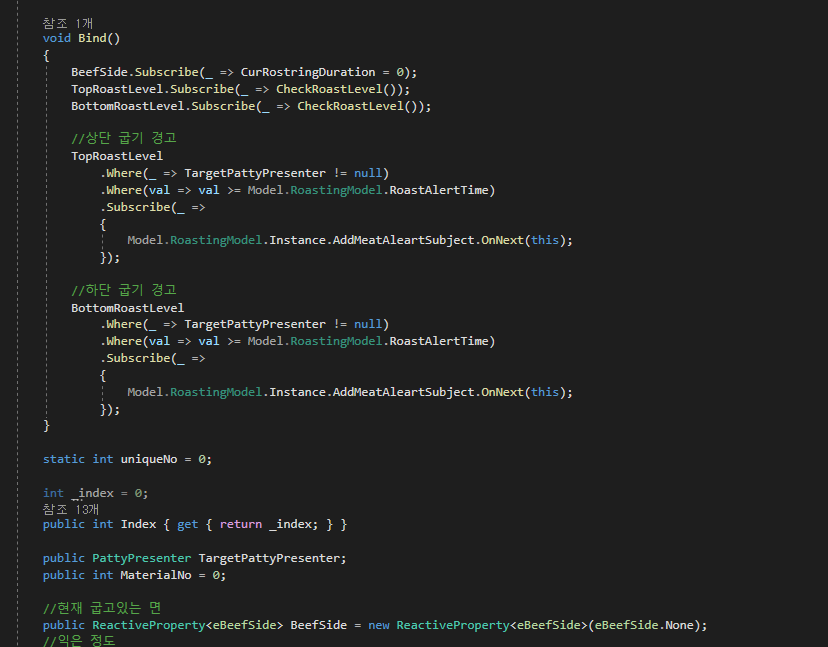 참조 1개
void Bind()
{
BeefSide.Subscribe(_ => CurRostringDuration = 0);
TopRoastLevel.Subscribe(_ => CheckRoastLevel());
BottomRoastLevel.Subscribe(_ => CheckRoastLevel());
//상단 굽기 경고
TopRoastLevel
.Where(_ => TargetPattyPresenter != null)
.Where(val => val >= Model.RoastingModel.RoastAlertTime)
.Subscribe(_ =>
{
Model.RoastingModel.Instance.AddMeatAleartSubject.OnNext(this);
});
//하단 굽기 경고
BottomRoastLevel
.Where(_ => TargetPattyPresenter != null)
.Where(val => val >= Model.RoastingModel.RoastAlertTime)
.Subscribe(_ =>
{
Model.RoastingModel.Instance.AddMeatAleartSubject.OnNext(this);
});
}
static int uniqueNo = 0;
int _index = 0;
참조 13개
public int Index { get { return _index; } }
public PattyPresenter TargetPattyPresenter;
public int MaterialNo = 0;
//현재 굽고있는 면
public ReactiveProperty<eBeefSide> BeefSide = new ReactiveProperty<eBeefSide>(eBeefSide.None);
//익은 정도